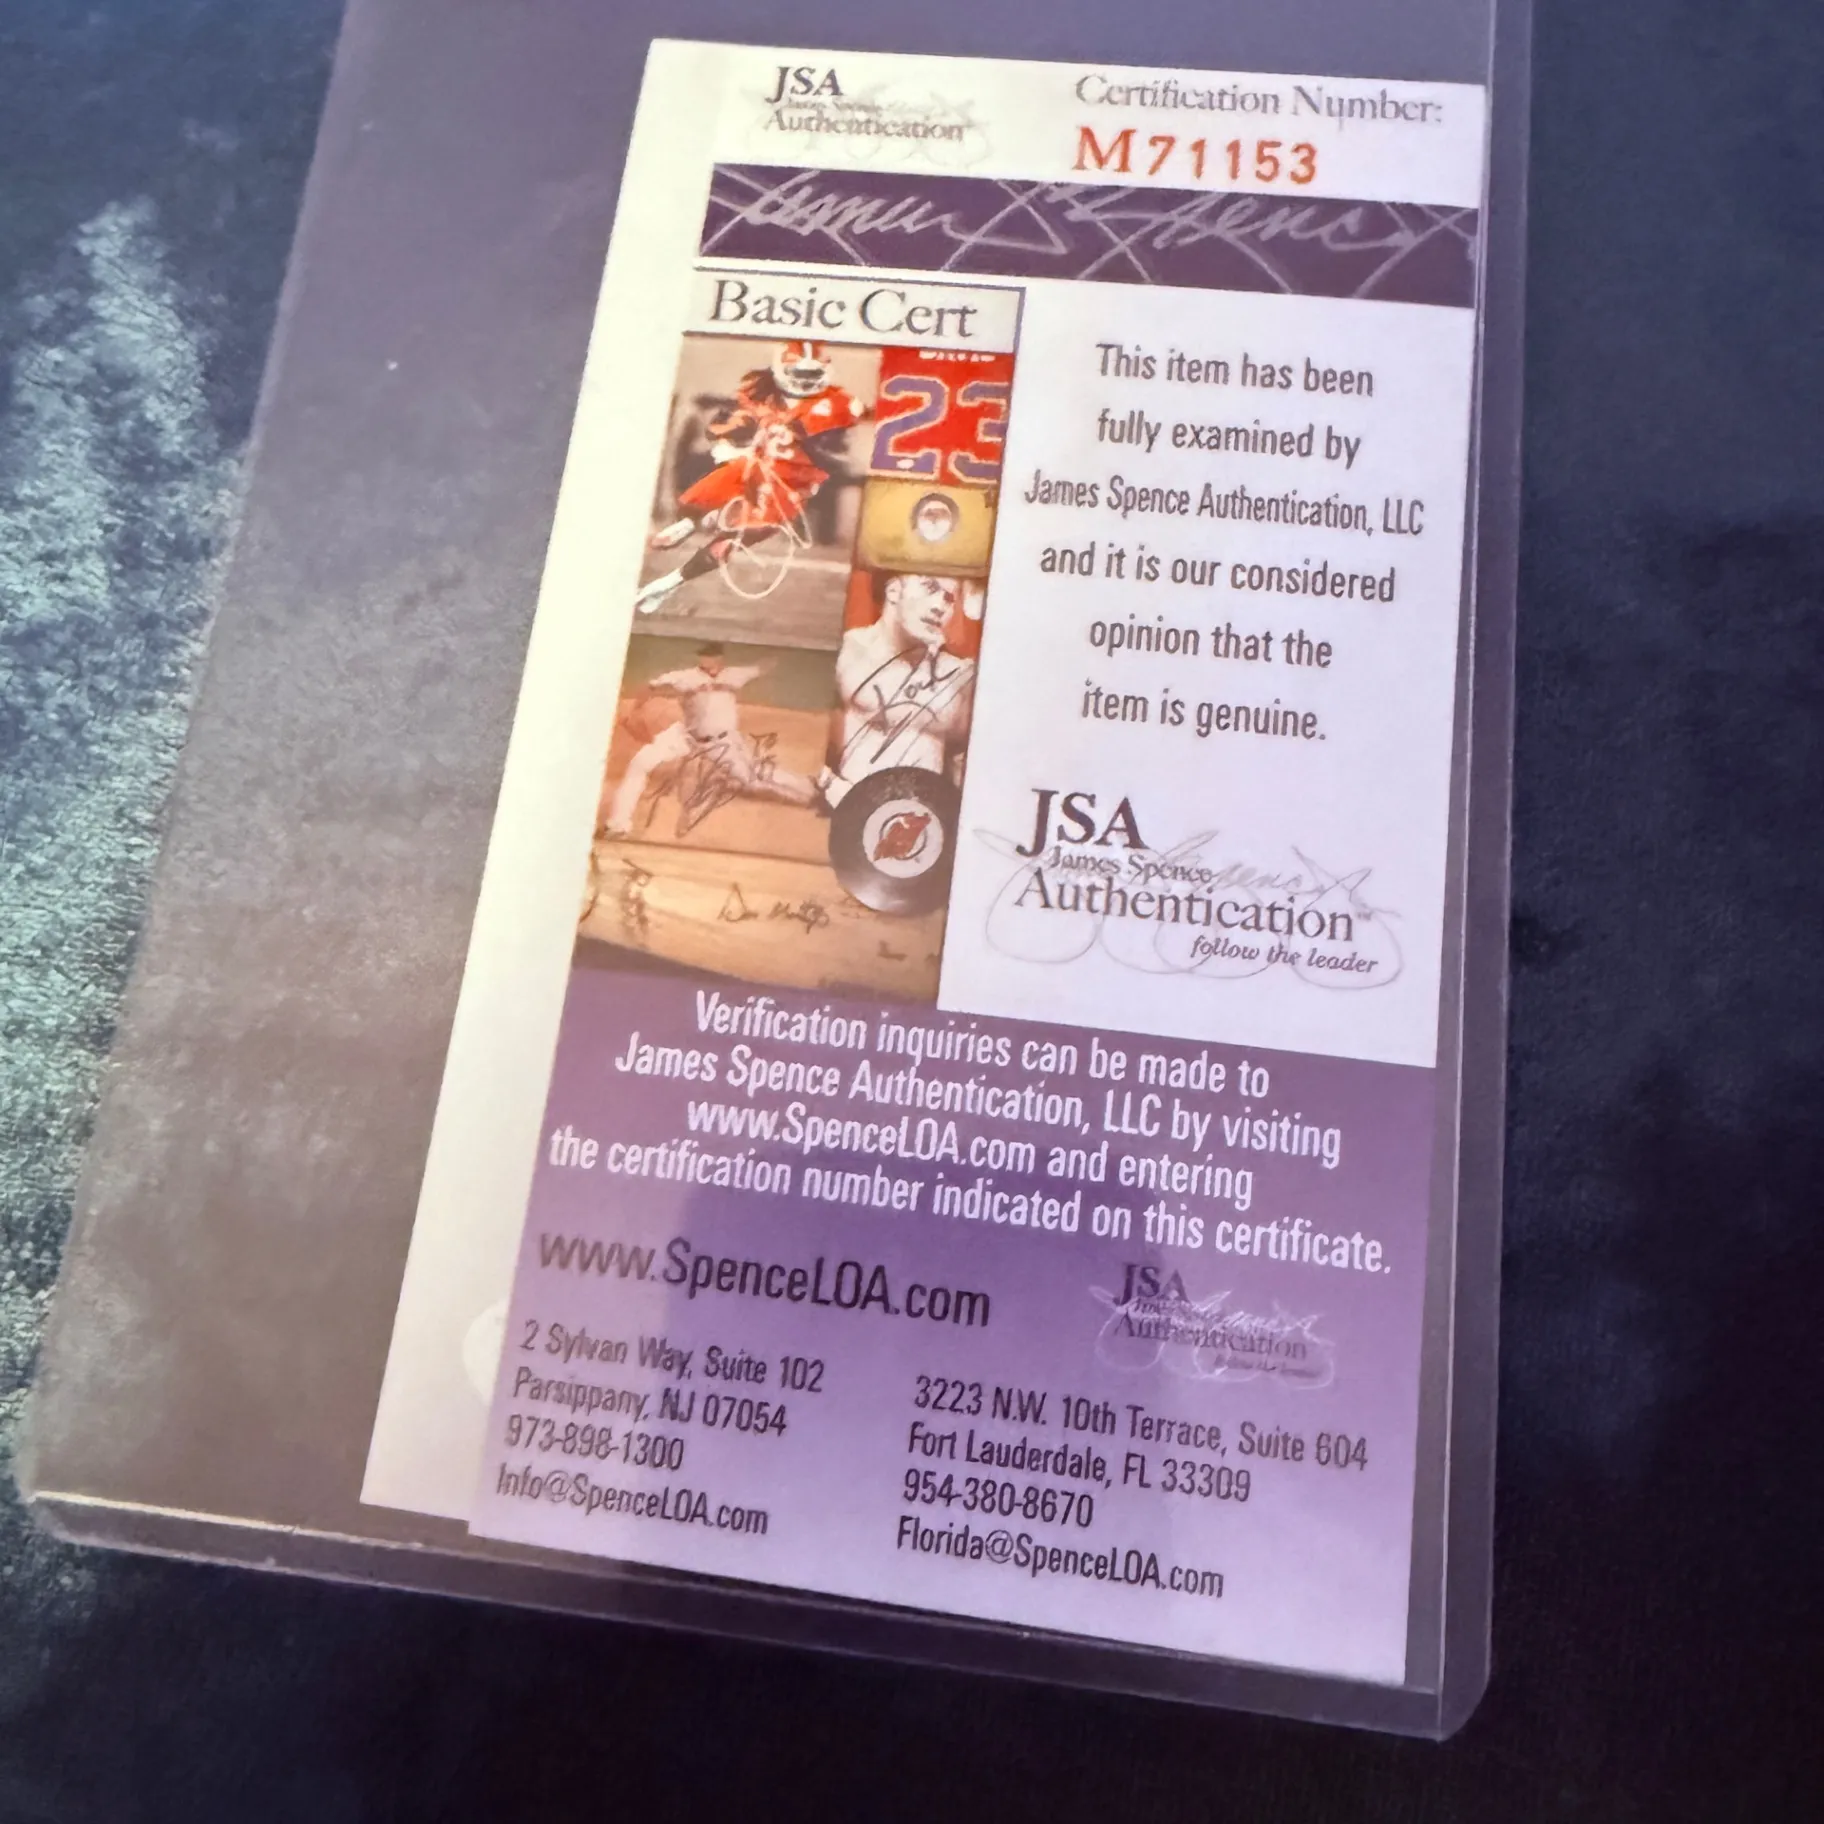 JSA
James Spence
Authentication
Certification Number:
M71153
Basic Cert
23
This item has been
fully examined by
James Spence Authentication, LLC
and it is our considered
opinion that the
item is genuine.
JSA
James Spence
Authentication™
follow the leader
Verification inquiries can be made to
James Spence Authentication, LLC by visiting
www.SpenceLOA.com and entering
the certification number indicated on this certificate.
www.SpenceLOA.com
JSA
Authentication
2 Sylvan Way, Suite 102
Parsippany, NJ 07054
973-898-1300
Info@SpenceLOA.com
3223 N.W. 10th Terrace, Suite 604
Fort Lauderdale, FL 33309
954-380-8670
Florida@SpenceLOA.com